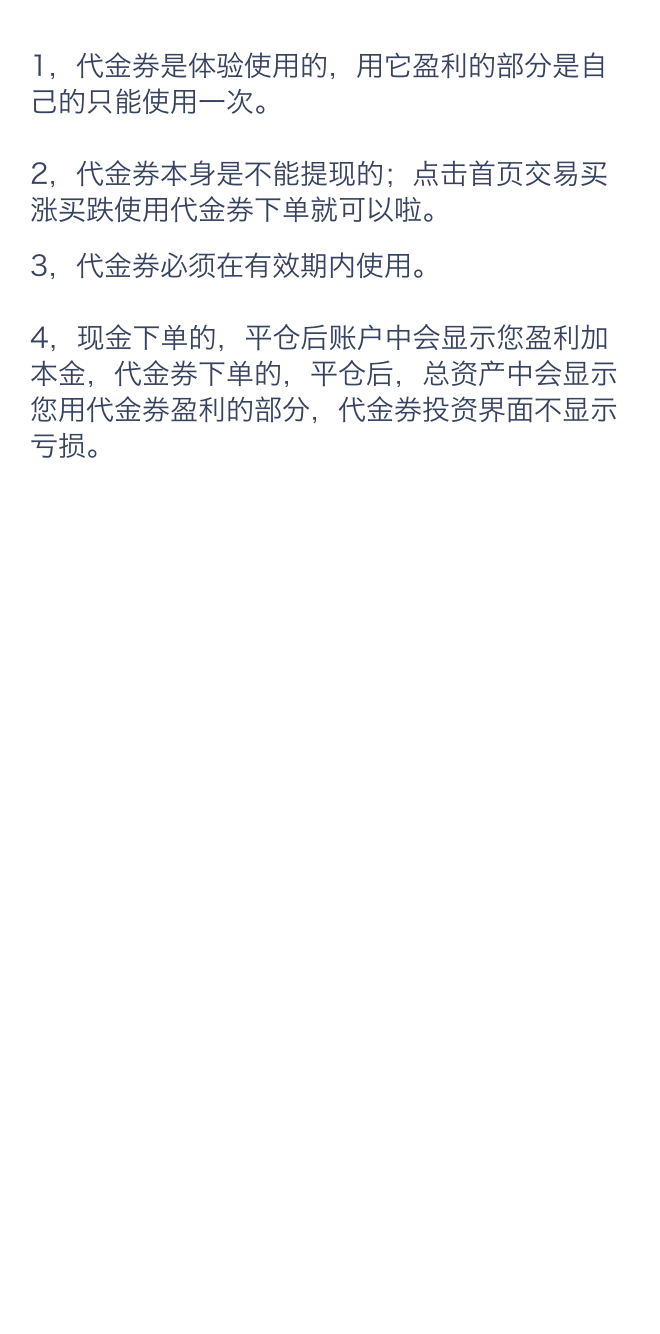 1，代金券是体验使用的，用它盈利的部分是自
己的只能使用一次。
2，代金券本身是不能提现的；点击首页交易买
涨买跌使用代金券下单就可以啦。
3，代金券必须在有效期内使用。
4，现金下单的，平仓后账户中会显示您盈利加
本金，代金券下单的，平仓后，总资产中会显示
您用代金券盈利的部分，代金券投资界面不显示
亏损。